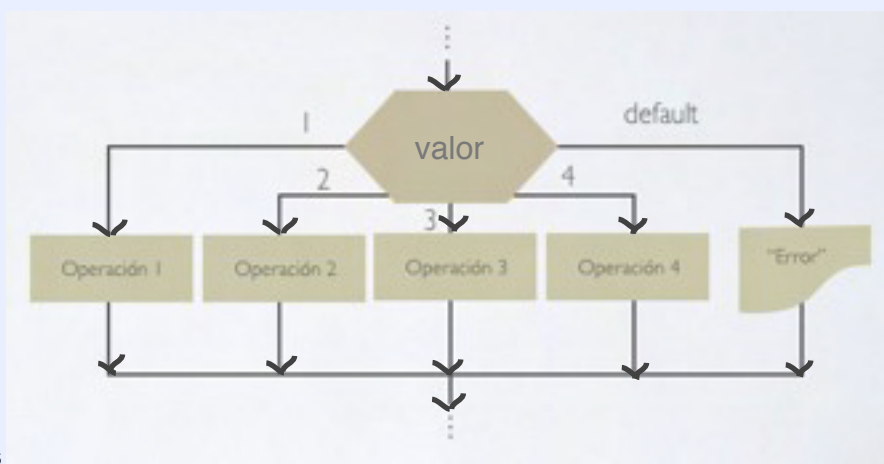 1
default
valor
2
4
3
Operación 1
Operación 2
Operación 3
Operación 4
"Error"